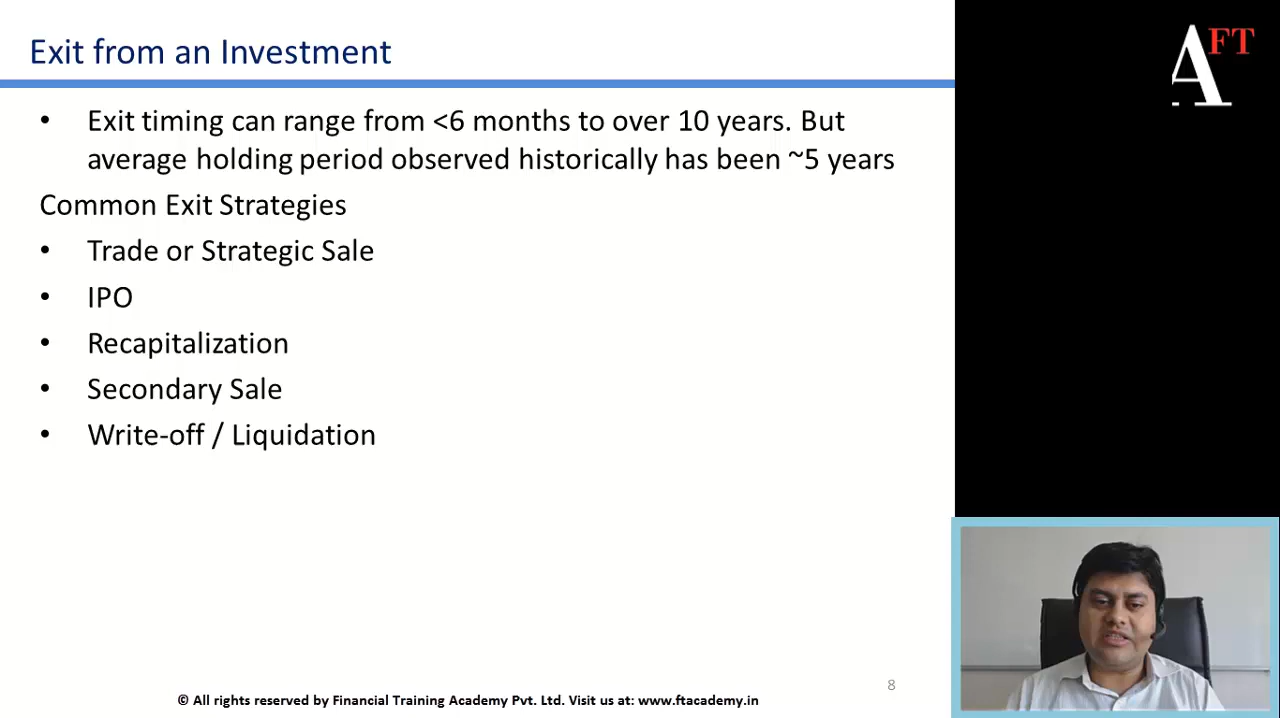 Exit from an Investment
AFT
• Exit timing can range from <6 months to over 10 years. But
average holding period observed historically has been ~5 years
Common Exit Strategies
• Trade or Strategic Sale
• IPO
• Recapitalization
• Secondary Sale
• Write-off / Liquidation
8
© All rights reserved by Financial Training Academy Pvt. Ltd. Visit us at: www.ftacademy.in